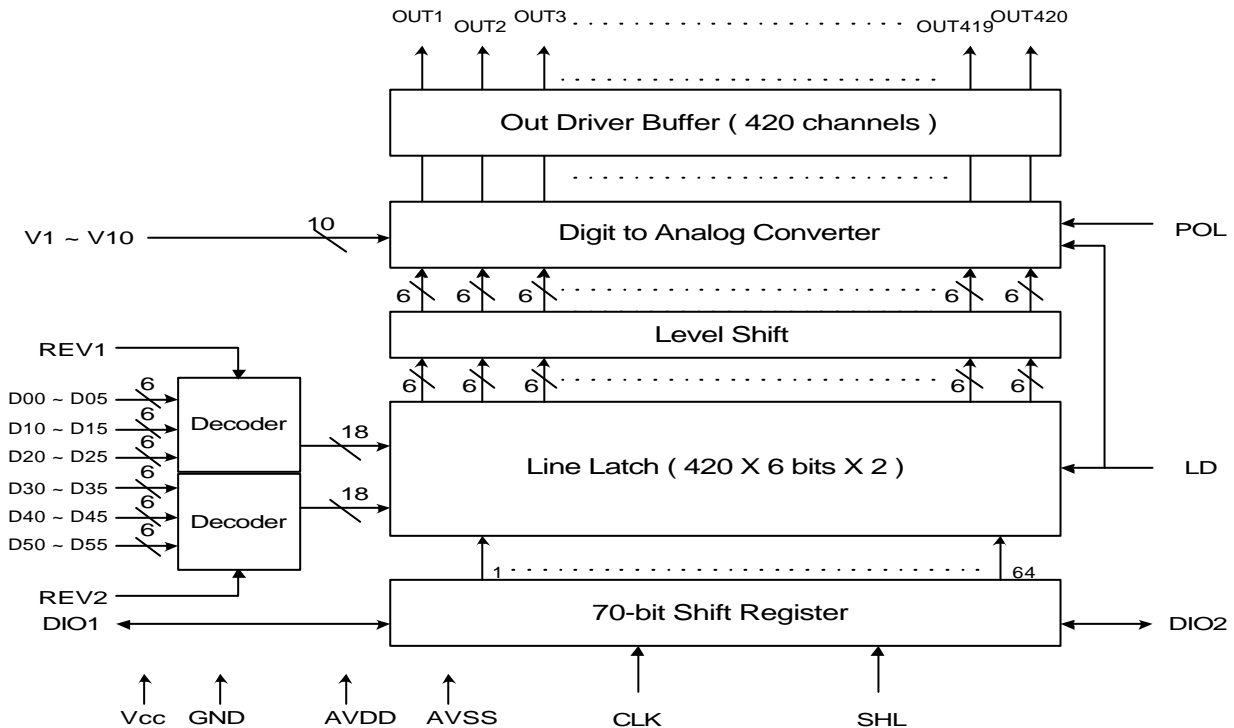 OUT1 OUT2 OUT3 OUT419 OUT420
Out Driver Buffer ( 420 channels )
V1 ~ V10 10 Digit to Analog Converter POL
6 6 6 6 6
Level Shift
REV1
6 6 6 6 6
D00 ~ D05 6
D10 ~ D15 6
D20 ~ D25 6
Decoder 18
Line Latch ( 420 X 6 bits X 2 ) LD
D30 ~ D35 6
D40 ~ D45 6
D50 ~ D55 6
Decoder 18
1 64
REV2
DIO1 70-bit Shift Register DIO2
Vcc GND AVDD AVSS CLK SHL